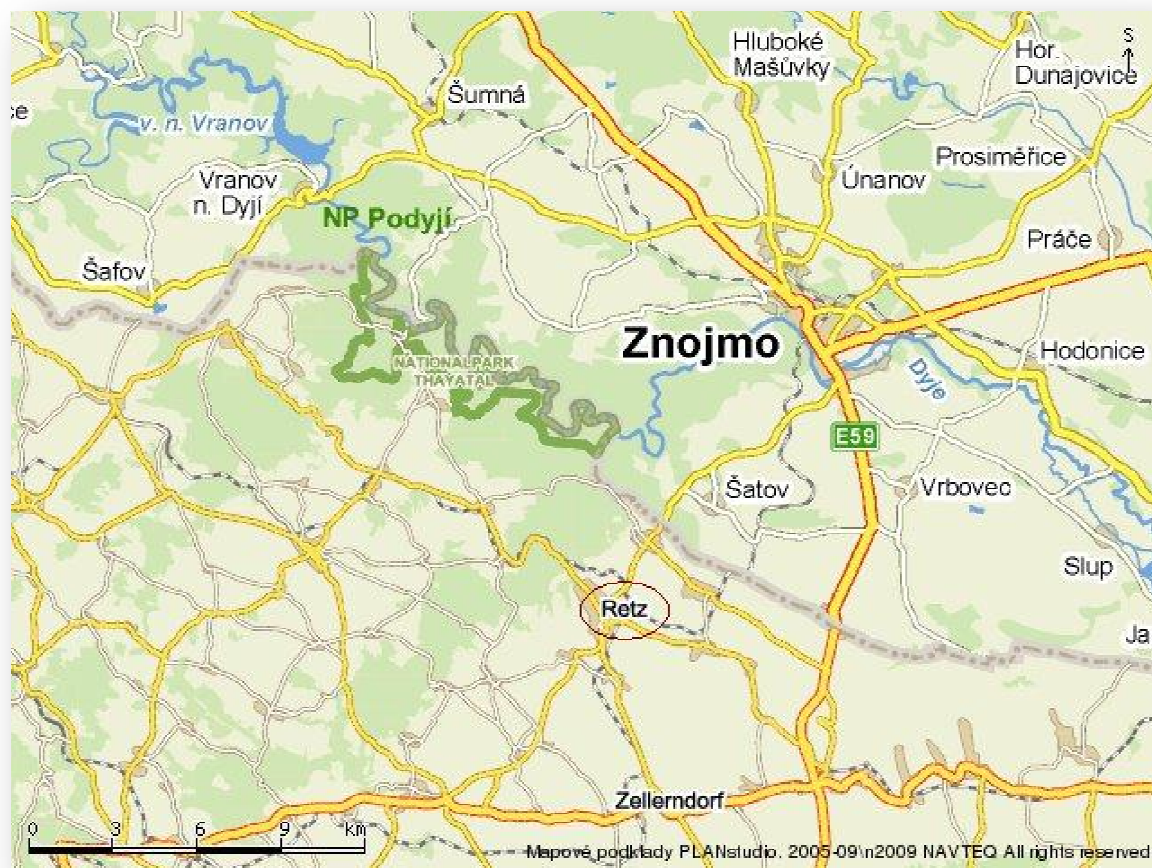 Hluboké
Mašůvky
Hor.
Dunajovice
S
Šumná
v. n. Vranov
Prosiměřice
Únanov
Vranov
n. Dyjí
NP Podyjí
Práče
Šafov
Znojmo
Hodonice
NATIONALPARK
THAYATAL
Dyje
E59
Šatov
Vrbovec
Slup
Retz
Ja
Zellerndorf
0 3 6 9 km
Mapové podklady PLANstudio. 2005-09\n2009 NAVTEQ All rights reserved